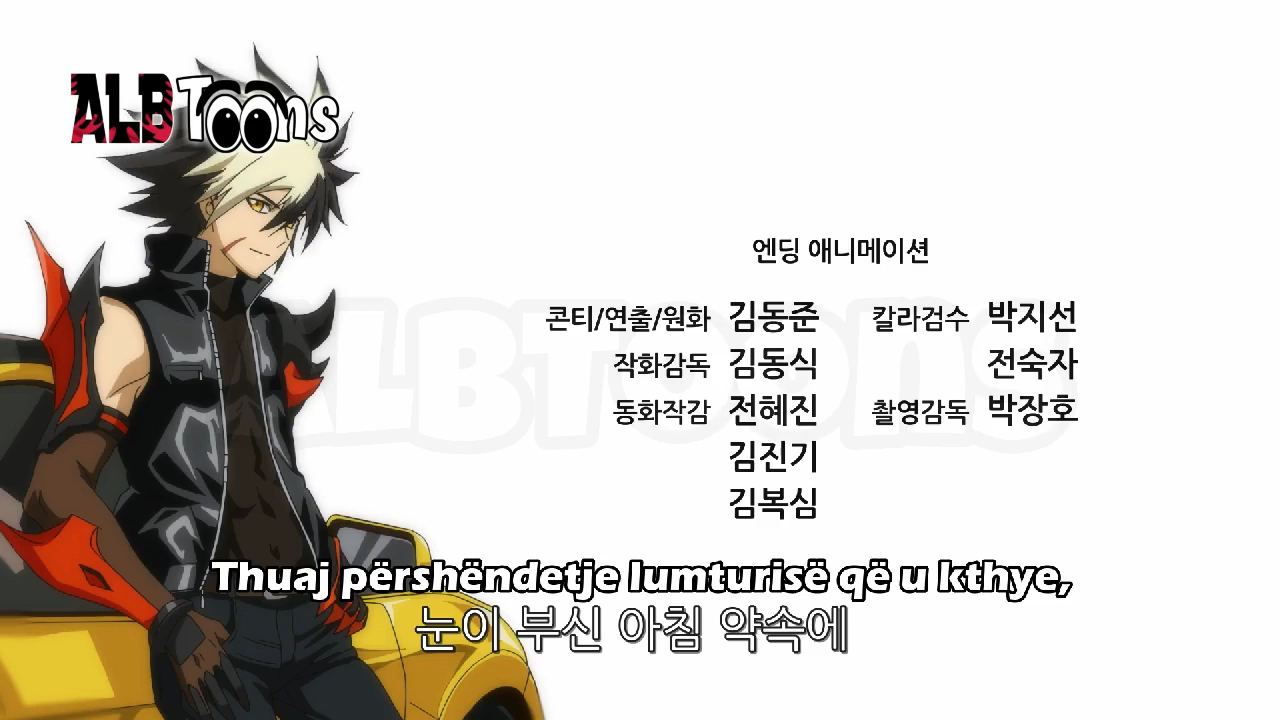 ALBToons
엔딩 애니메이션
콘티/연출/원화 김동준 칼라검수 박지선
작화감독 김동식 전숙자
동화작감 전혜진 촬영감독 박장호
김진기
김복심
ALBToons
Thuaj përshëndetje lumturisë që u kthye,
눈이 부신 아침 약속에